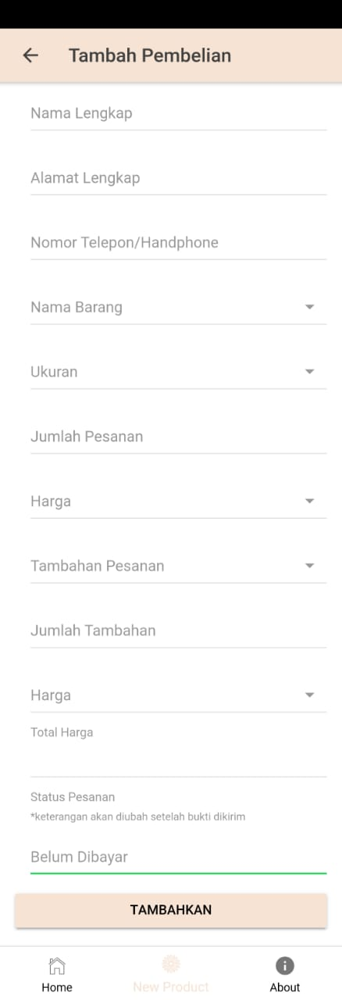 Tambah Pembelian
Nama Lengkap
Alamat Lengkap
Nomor Telepon/Handphone
Nama Barang
Ukuran
Jumlah Pesanan
Harga
Tambahan Pesanan
Jumlah Tambahan
Harga
Total Harga
Status Pesanan
*keterangan akan diubah setelah bukti dikirim
Belum Dibayar
TAMBAHKAN
Home New Product About